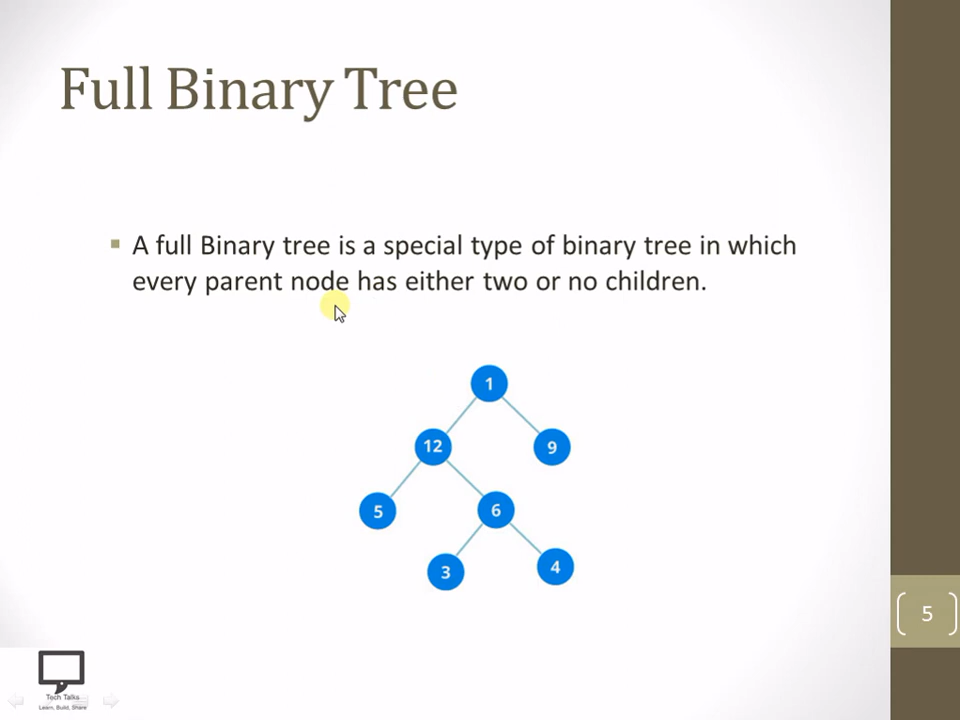 Full Binary Tree
▪ A full Binary tree is a special type of binary tree in which
every parent node has either two or no children.
1
12
9
5
6
3
4
5
Tech Talks
Learn, Build, Share